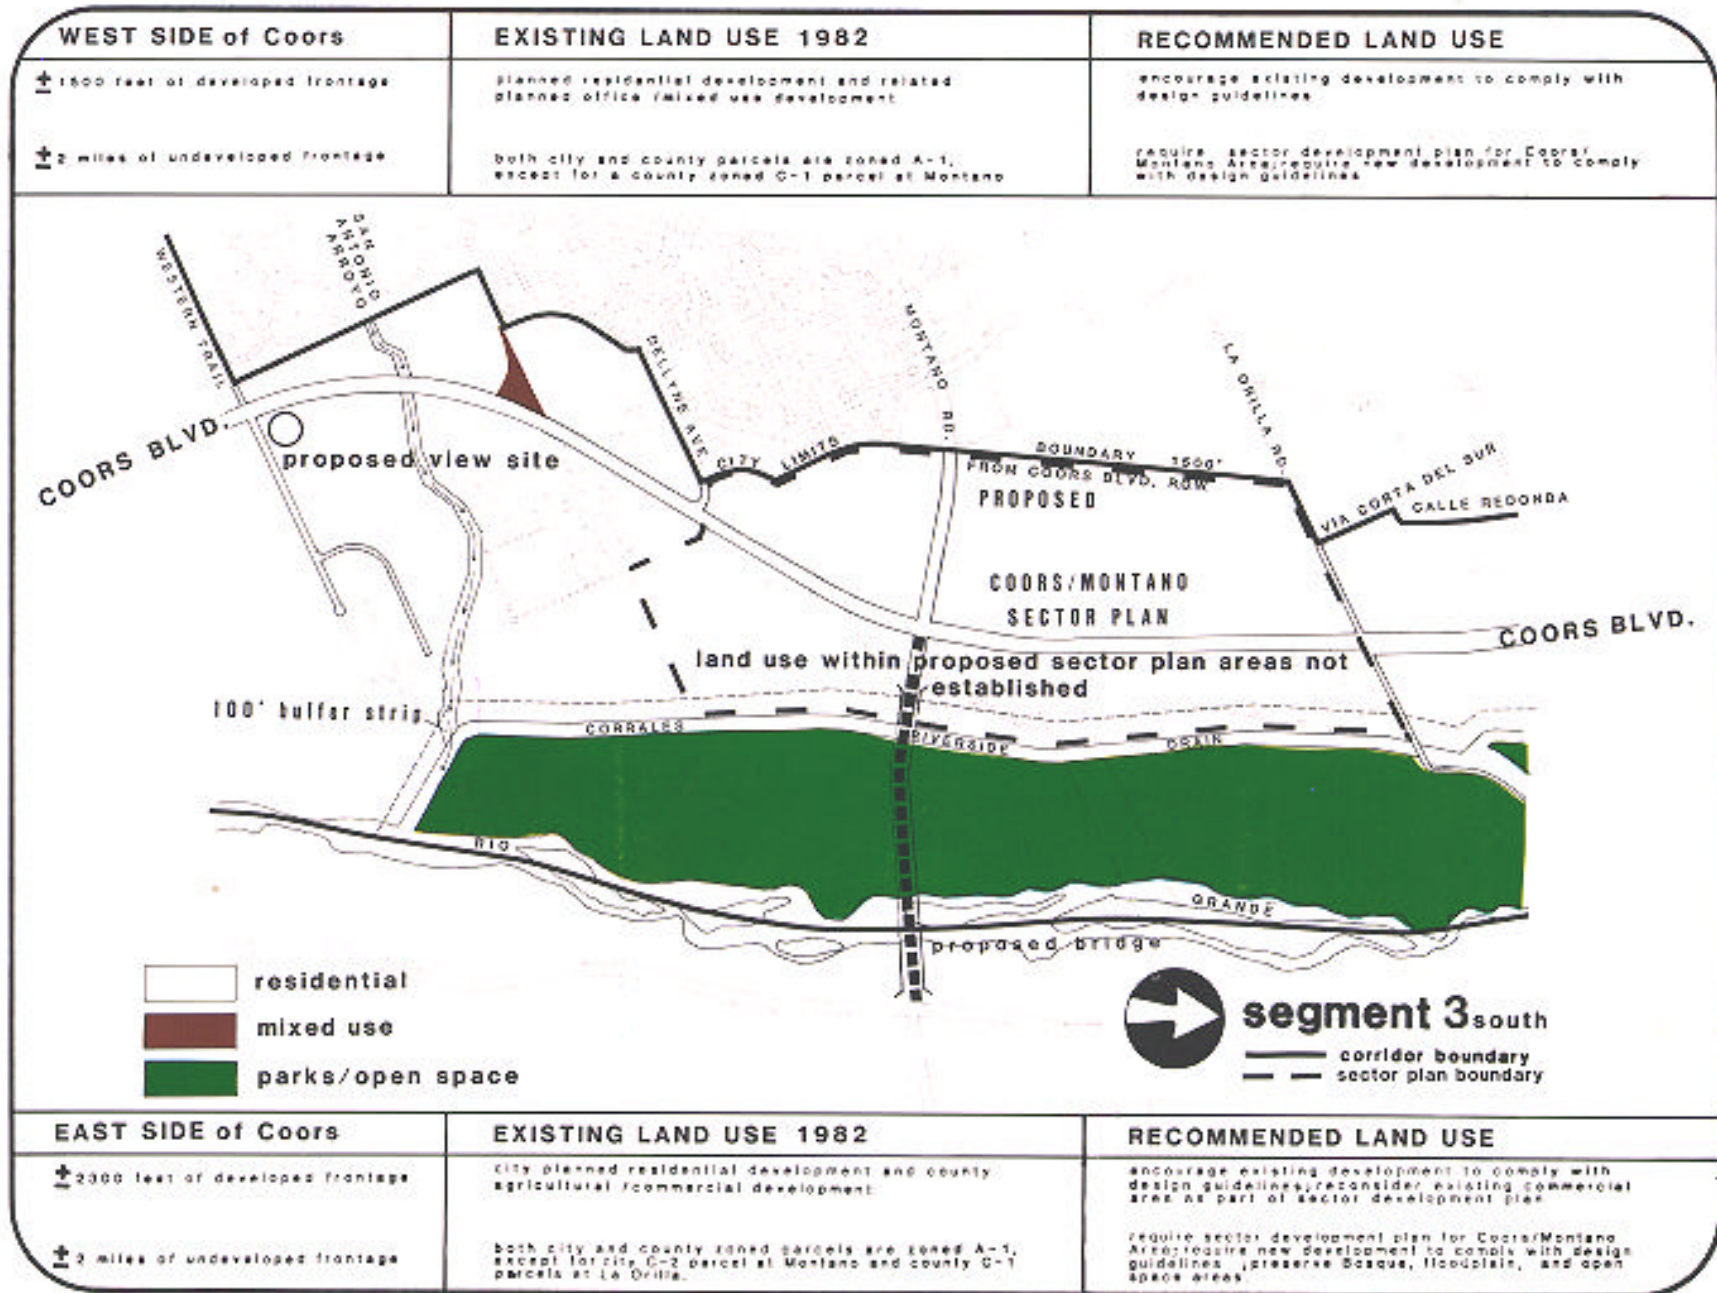 WEST SIDE of Coors
EXISTING LAND USE 1982
RECOMMENDED LAND USE
± 1500 feet of developed frontage
planned residential development and related
planned office /mixed use development
encourage existing development to comply with
design guidelines
± 2 miles of undeveloped frontage
both city and county parcels are zoned A-1,
except for a county zoned C-1 parcel at Montano
require sector development plan for Coors/
Montano Area;require new development to comply
with design guidelines
WESTERN TRAIL
SAN
ANTONIO
ARROYO
DELLYNE AVE
MONTANO RD.
LA ORILLA RD.
COORS BLVD.
proposed view site
CITY LIMITS
BOUNDARY 1500'
FROM COORS BLVD. ROW
VIA CORTA DEL SUR
CALLE REDONDA
PROPOSED
COORS/MONTANO
SECTOR PLAN
COORS BLVD.
land use within proposed sector plan areas not
established
100' buffer strip
CORRALES RIVERSIDE DRAIN
RIO GRANDE
proposed bridge
residential
mixed use
parks/open space
segment 3 south
corridor boundary
sector plan boundary
EAST SIDE of Coors
EXISTING LAND USE 1982
RECOMMENDED LAND USE
± 2300 feet of developed frontage
city planned residential development and county
agricultural /commercial development
encourage existing development to comply with
design guidelines;reconsider existing commercial
area as part of sector development plan
± 2 miles of undeveloped frontage
both city and county zoned parcels are zoned A-1,
except for city C-2 parcel at Montano and county C-1
parcels at La Orilla.
require sector development plan for Coors/Montano
Area;require new development to comply with design
guidelines ;preserve Bosque, floodplain, and open
space areas.